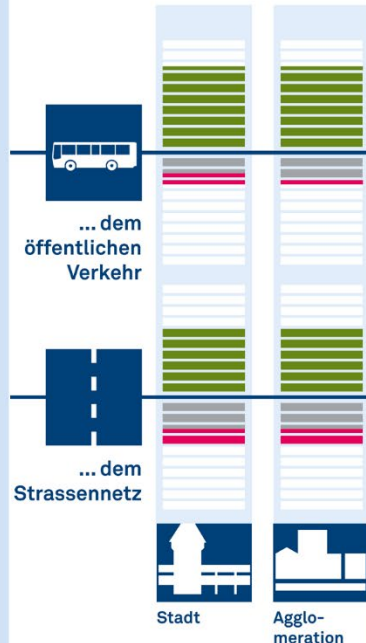 ... dem
öffentlichen
Verkehr
... dem
Strassennetz
Stadt
Agglo-
meration